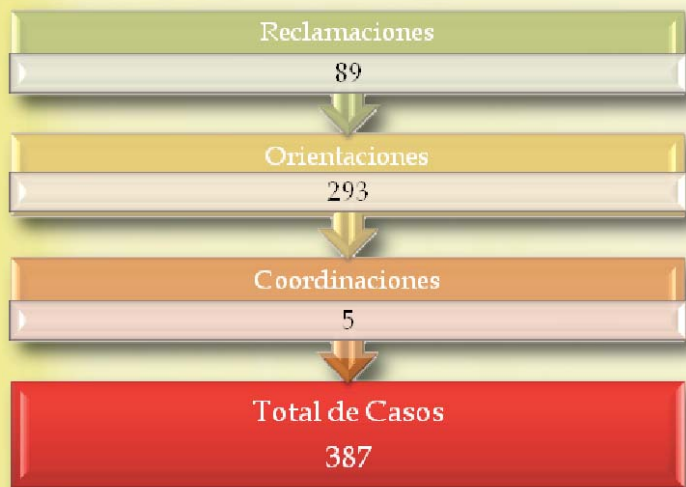 Reclamaciones
89
Orientaciones
293
Coordinaciones
5
Total de Casos
387